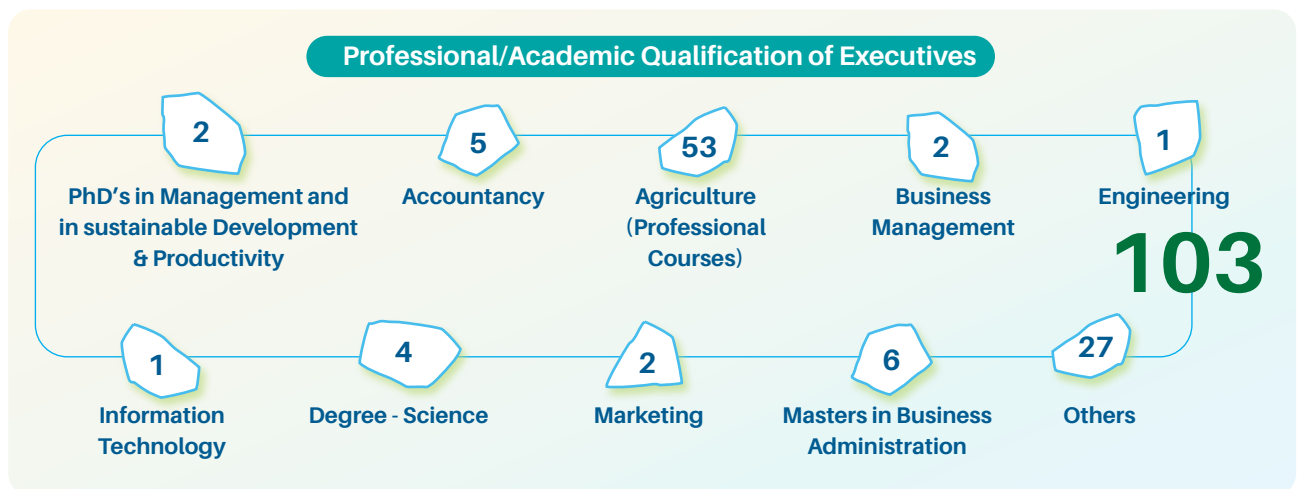 Professional/Academic Qualification of Executives
2
PhD's in Management and
in sustainable Development
& Productivity
5
Accountancy
53
Agriculture
(Professional
Courses)
2
Business
Management
1
Engineering
103
1
Information
Technology
4
Degree - Science
2
Marketing
6
Masters in Business
Administration
27
Others